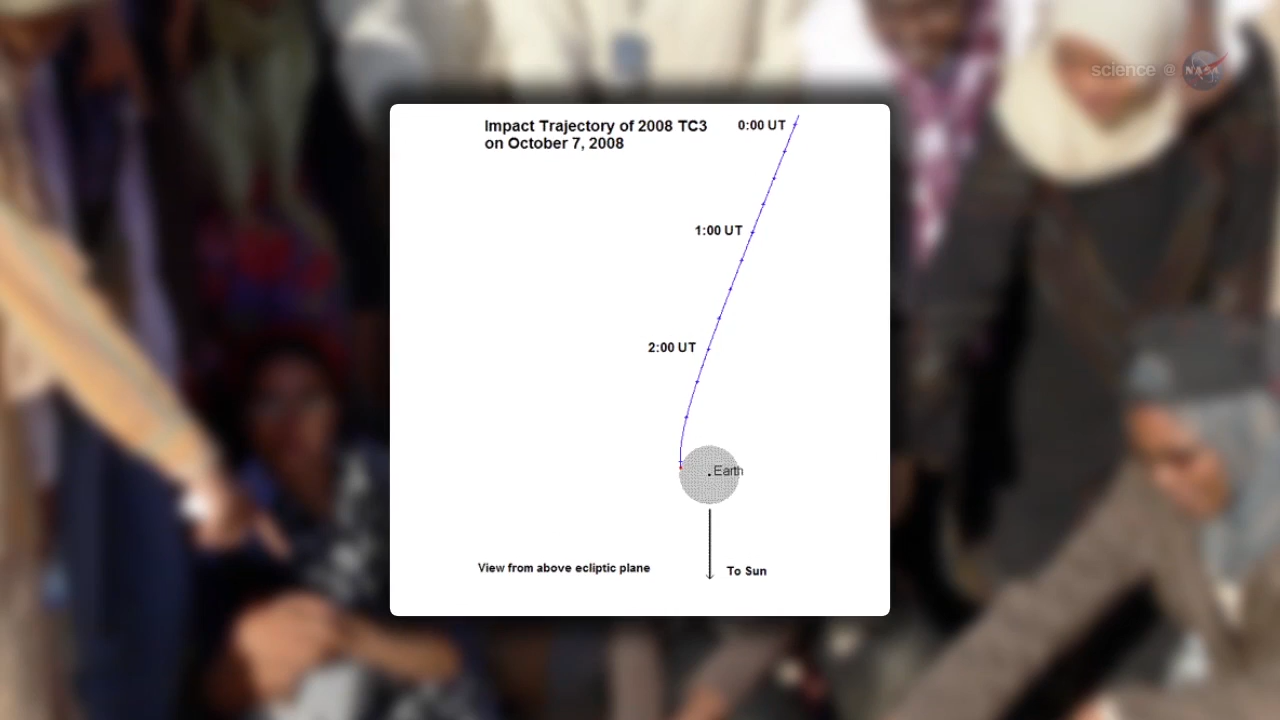 science @ NASA
Impact Trajectory of 2008 TC3
on October 7, 2008
0:00 UT
1:00 UT
2:00 UT
Earth
View from above ecliptic plane
To Sun